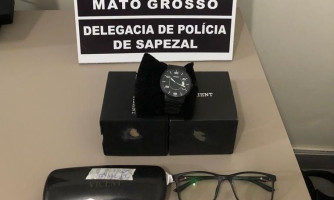 MATO GROSSO
DELEGACIA DE POLÍCIA
DE SAPEZAL